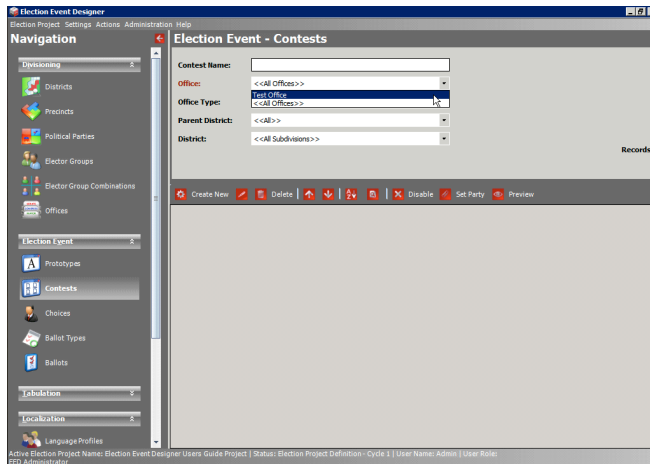 Election Event Designer
Election Project Settings Actions Administration Help
Navigation
Election Event - Contests
Divisioning
Districts
Precincts
Political Parties
Elector Groups
Elector Group Combinations
Offices
Election Event
Prototypes
Contests
Choices
Ballot Types
Ballots
Tabulation
Localization
Language Profiles
Contest Name:
Office: <<All Offices>>
Test Office
Office Type: <<All Offices>>
Parent District: <<All>>
District: <<All Subdivisions>>
Records
Create New Delete Disable Set Party Preview
Active Election Project Name: Election Event Designer Users Guide Project | Status: Election Project Definition - Cycle 1 | User Name: Admin | User Role:
EED Administrator